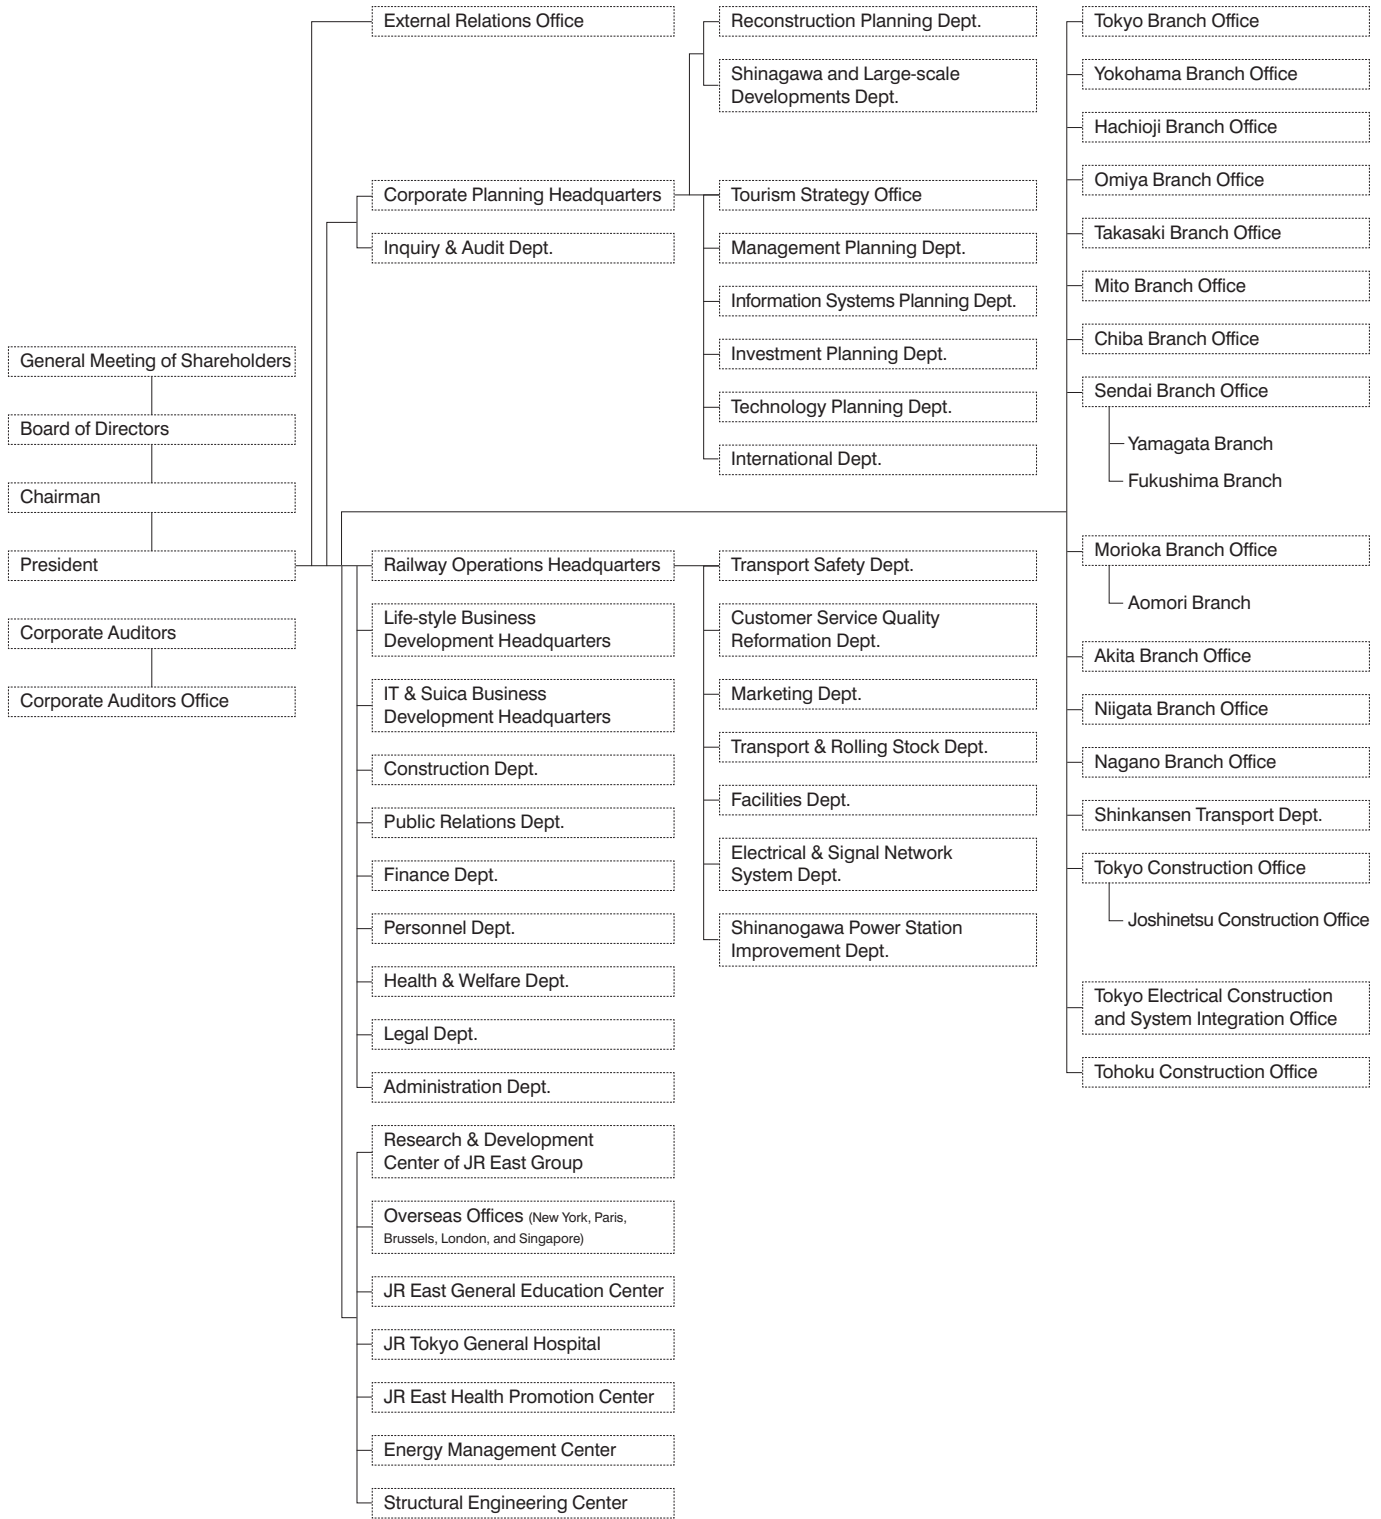 General Meeting of Shareholders
Board of Directors
Chairman
President
Corporate Auditors
Corporate Auditors Office
External Relations Office
Corporate Planning Headquarters
Inquiry & Audit Dept.
Railway Operations Headquarters
Life-style Business
Development Headquarters
IT & Suica Business
Development Headquarters
Construction Dept.
Public Relations Dept.
Finance Dept.
Personnel Dept.
Health & Welfare Dept.
Legal Dept.
Administration Dept.
Research & Development
Center of JR East Group
Overseas Offices (New York, Paris,
Brussels, London, and Singapore)
JR East General Education Center
JR Tokyo General Hospital
JR East Health Promotion Center
Energy Management Center
Structural Engineering Center
Reconstruction Planning Dept.
Shinagawa and Large-scale
Developments Dept.
Tourism Strategy Office
Management Planning Dept.
Information Systems Planning Dept.
Investment Planning Dept.
Technology Planning Dept.
International Dept.
Transport Safety Dept.
Customer Service Quality
Reformation Dept.
Marketing Dept.
Transport & Rolling Stock Dept.
Facilities Dept.
Electrical & Signal Network
System Dept.
Shinanogawa Power Station
Improvement Dept.
Tokyo Branch Office
Yokohama Branch Office
Hachioji Branch Office
Omiya Branch Office
Takasaki Branch Office
Mito Branch Office
Chiba Branch Office
Sendai Branch Office
Yamagata Branch
Fukushima Branch
Morioka Branch Office
Aomori Branch
Akita Branch Office
Niigata Branch Office
Nagano Branch Office
Shinkansen Transport Dept.
Tokyo Construction Office
Joshinetsu Construction Office
Tokyo Electrical Construction
and System Integration Office
Tohoku Construction Office